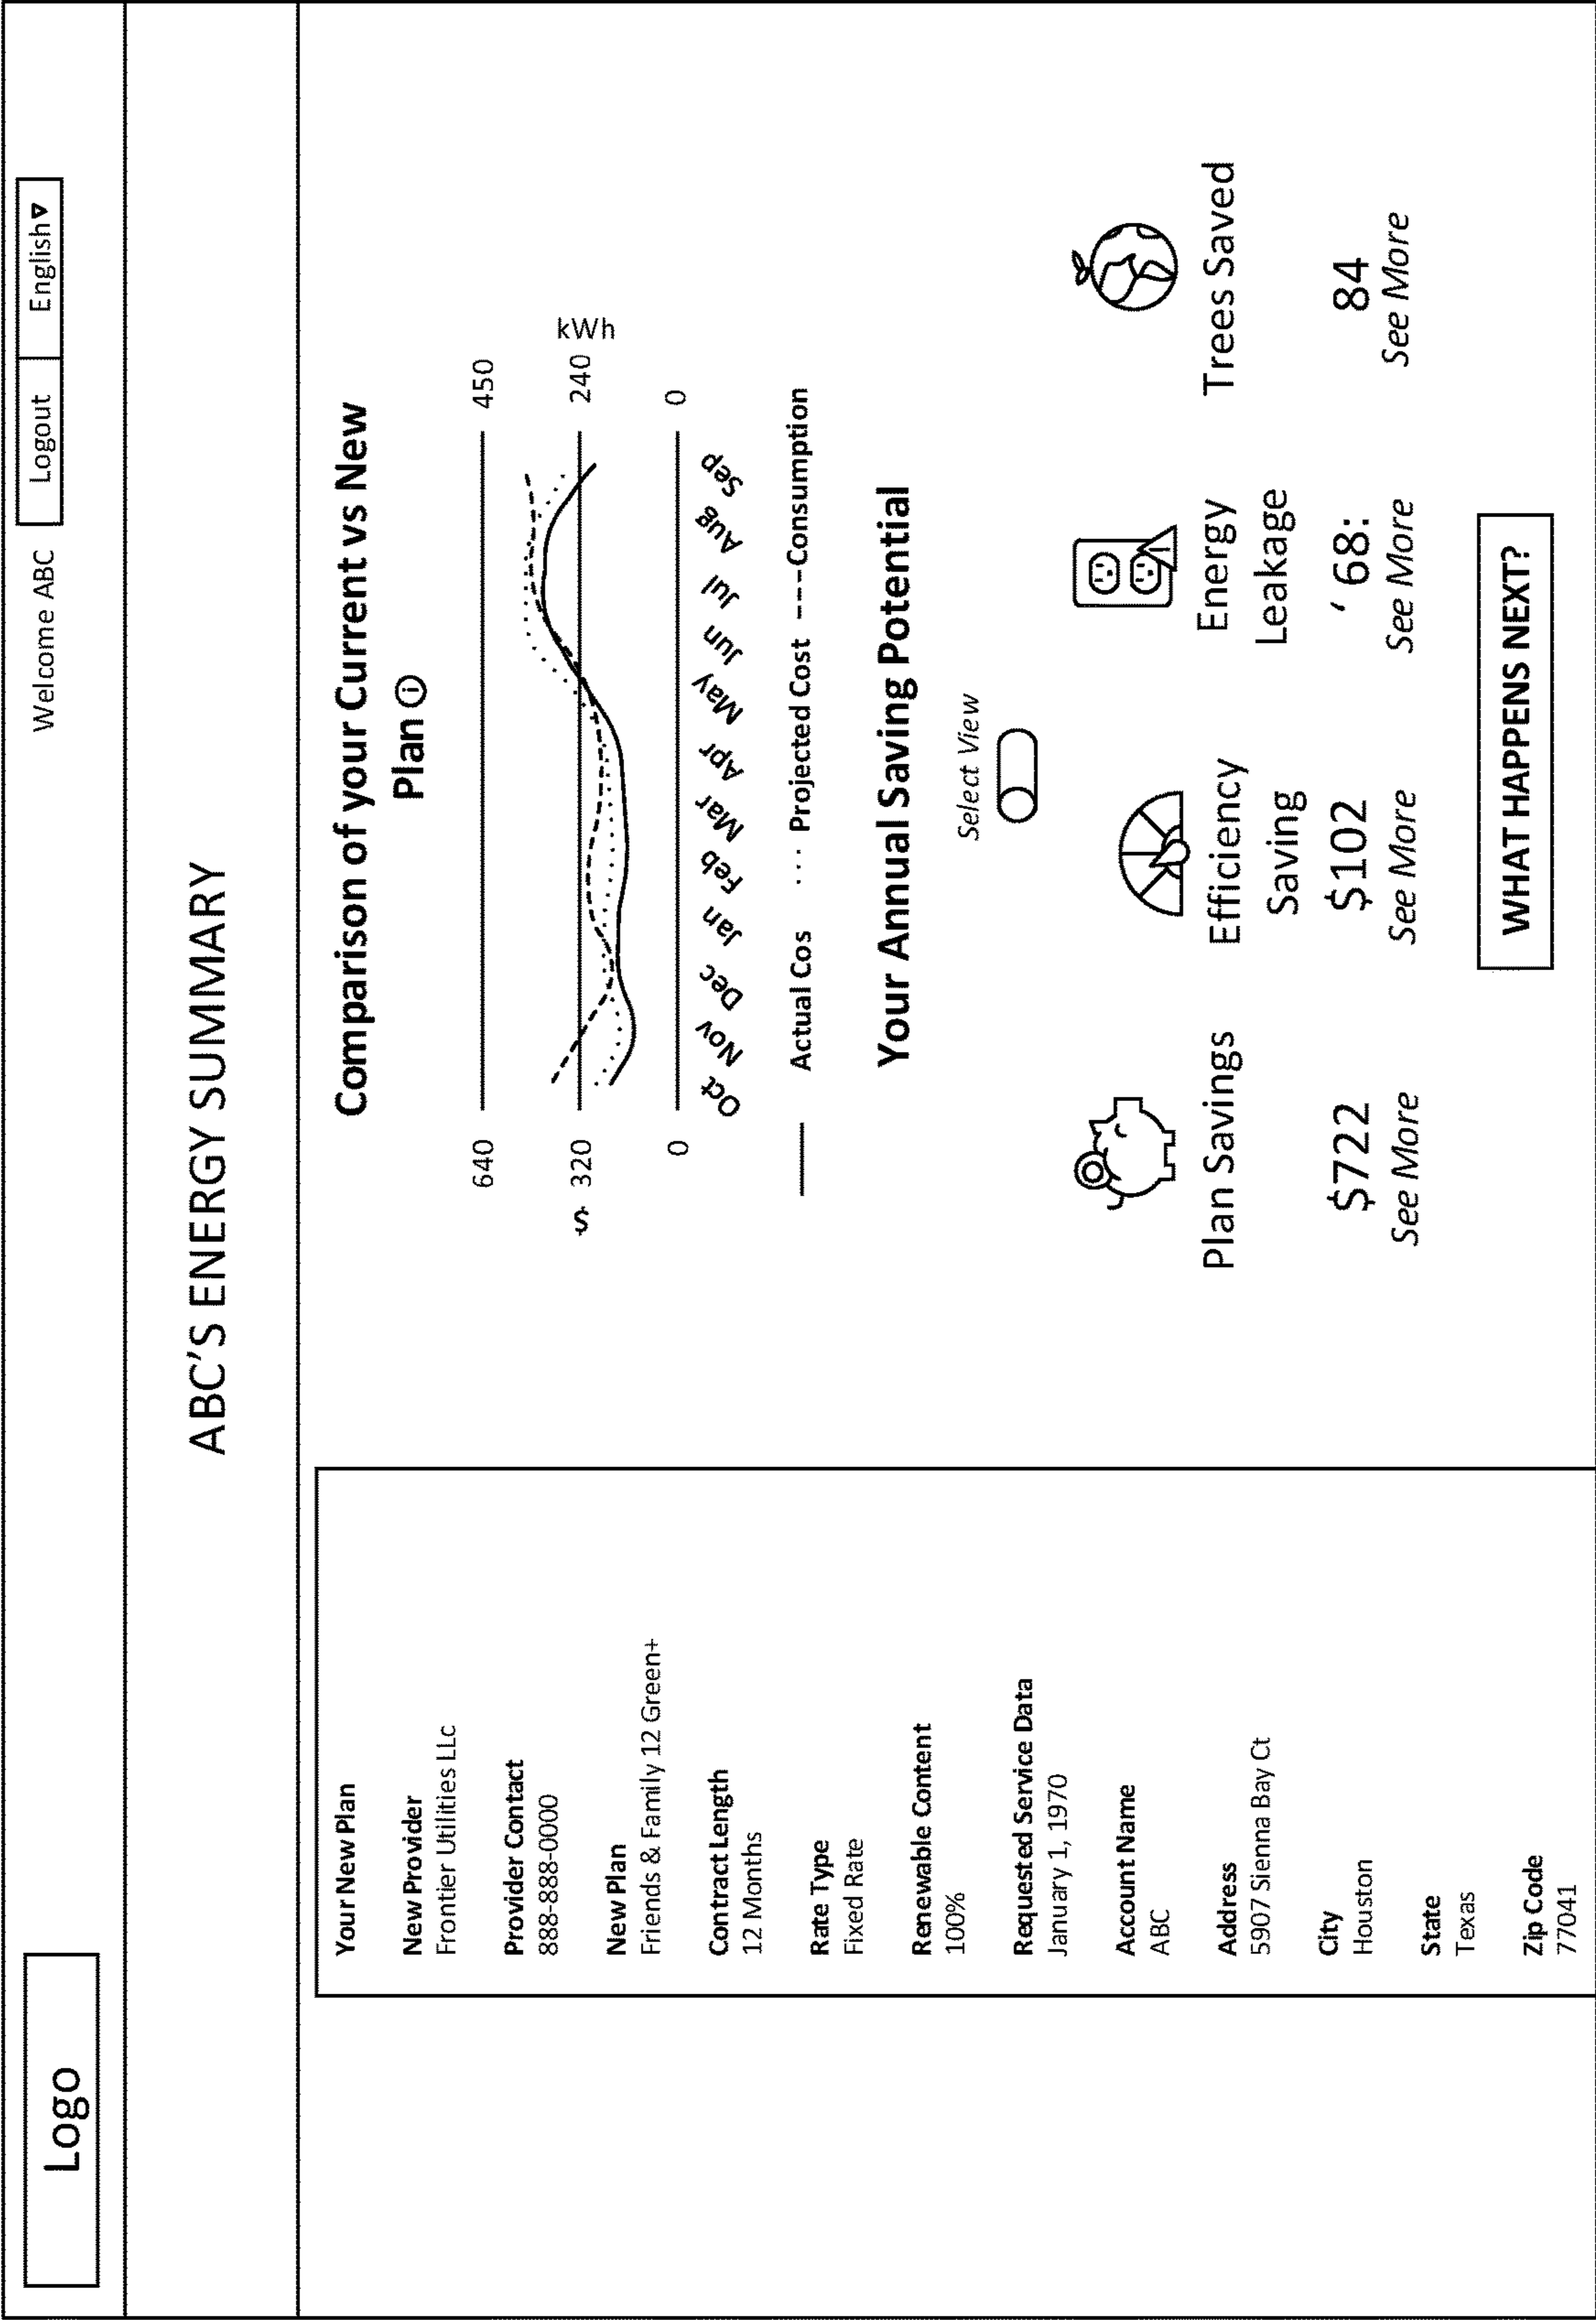 Logo
Welcome ABC
Logout
English
ABC'S ENERGY SUMMARY
Your New Plan
New Provider
Frontier Utilities LLc
Provider Contact
888-888-0000
New Plan
Friends & Family 12 Green+
Contract Length
12 Months
Rate Type
Fixed Rate
Renewable Content
100%
Requested Service Data
January 1, 1970
Account Name
ABC
Address
5907 Sienna Bay Ct
City
Houston
State
Texas
Zip Code
77041
Comparison of your Current vs New
Plan i
640 450
$ 320 240 kWh
0 0
Oct Nov Dec Jan Feb Mar Apr May Jun Jul Aug Sep
Actual Cos ... Projected Cost ---Consumption
Your Annual Saving Potential
Select View
Plan Savings
$722
See More
Efficiency
Saving
$102
See More
Energy
Leakage
' 68:
See More
Trees Saved
84
See More
WHAT HAPPENS NEXT?